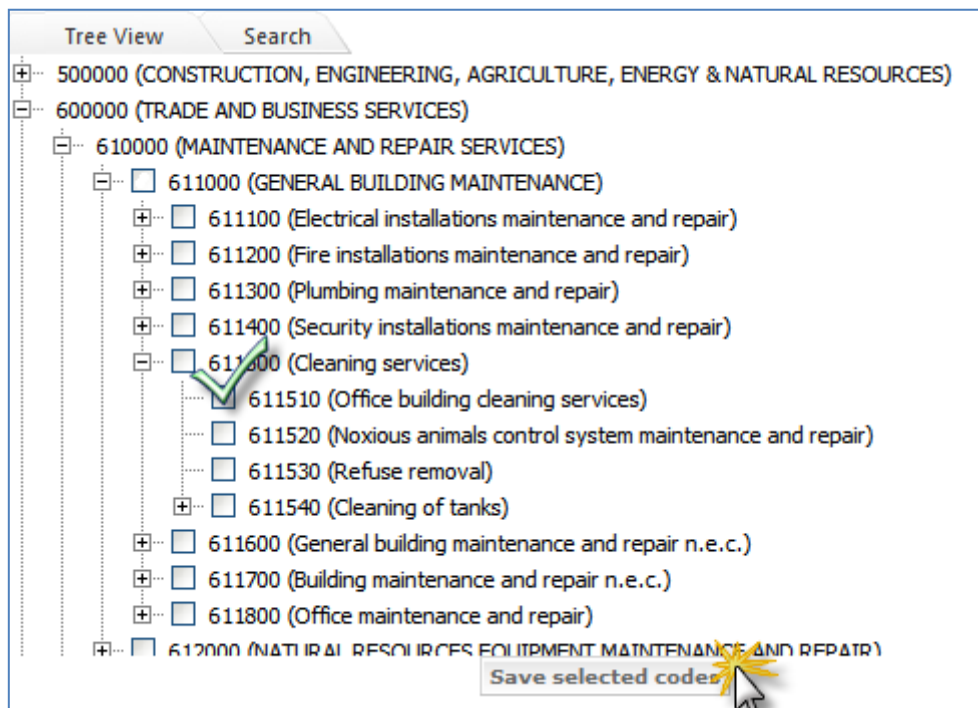 Tree View Search
500000 (CONSTRUCTION, ENGINEERING, AGRICULTURE, ENERGY & NATURAL RESOURCES)
600000 (TRADE AND BUSINESS SERVICES)
610000 (MAINTENANCE AND REPAIR SERVICES)
611000 (GENERAL BUILDING MAINTENANCE)
611100 (Electrical installations maintenance and repair)
611200 (Fire installations maintenance and repair)
611300 (Plumbing maintenance and repair)
611400 (Security installations maintenance and repair)
611500 (Cleaning services)
611510 (Office building cleaning services)
611520 (Noxious animals control system maintenance and repair)
611530 (Refuse removal)
611540 (Cleaning of tanks)
611600 (General building maintenance and repair n.e.c.)
611700 (Building maintenance and repair n.e.c.)
611800 (Office maintenance and repair)
612000 (NATURAL RESOURCES EQUIPMENT MAINTENANCE AND REPAIR)
Save selected codes